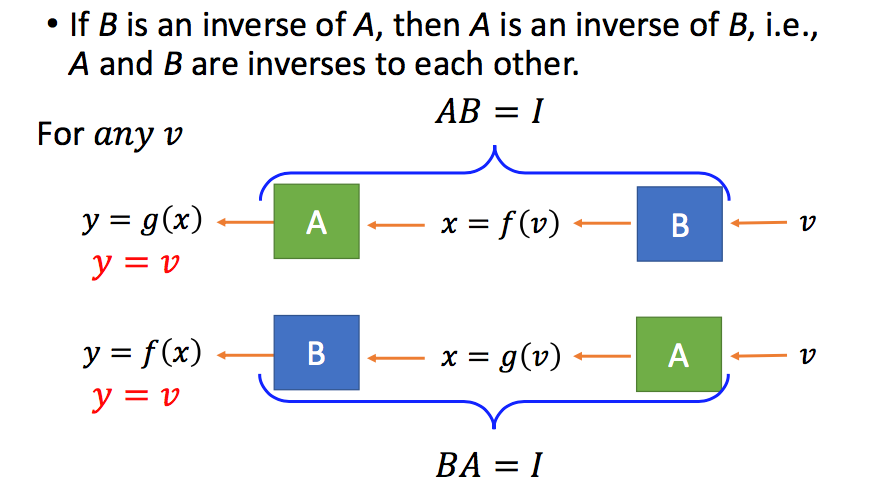 • If B is an inverse of A, then A is an inverse of B, i.e.,
A and B are inverses to each other.
AB = I
For any v
y = g(x) A x = f(v) B v
y = v
y = f(x) B x = g(v) A v
y = v
BA = I